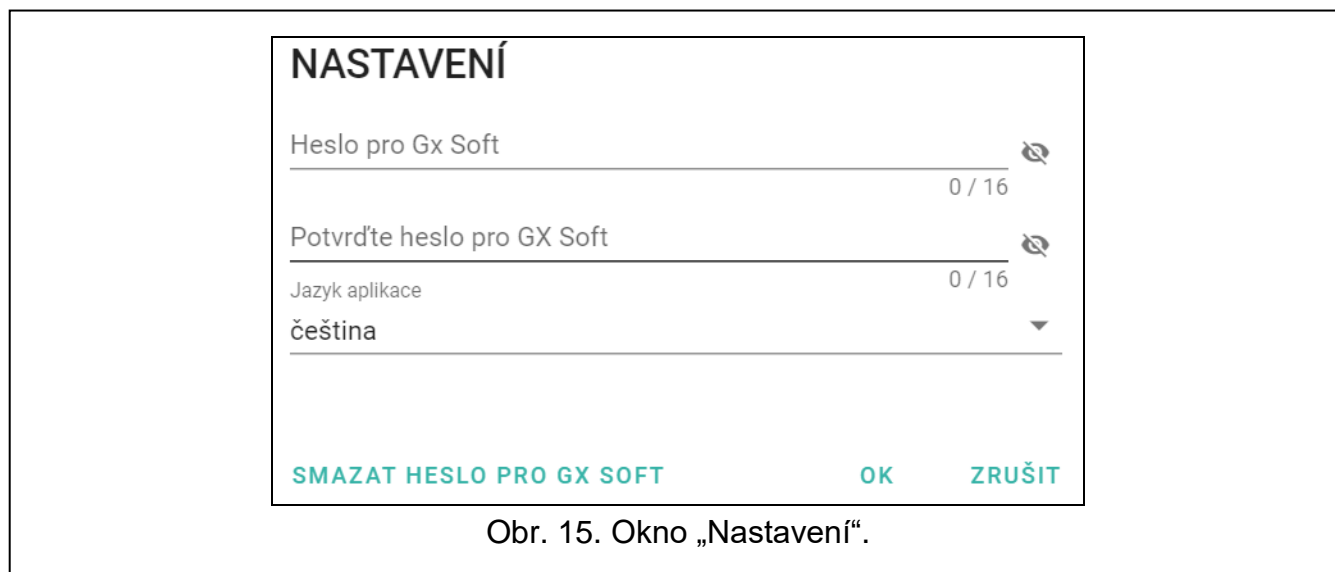 NASTAVENÍ
Heslo pro Gx Soft
0 / 16
Potvrďte heslo pro GX Soft
0 / 16
Jazyk aplikace
čeština
SMAZAT HESLO PRO GX SOFT OK ZRUŠIT
Obr. 15. Okno „Nastavení“.